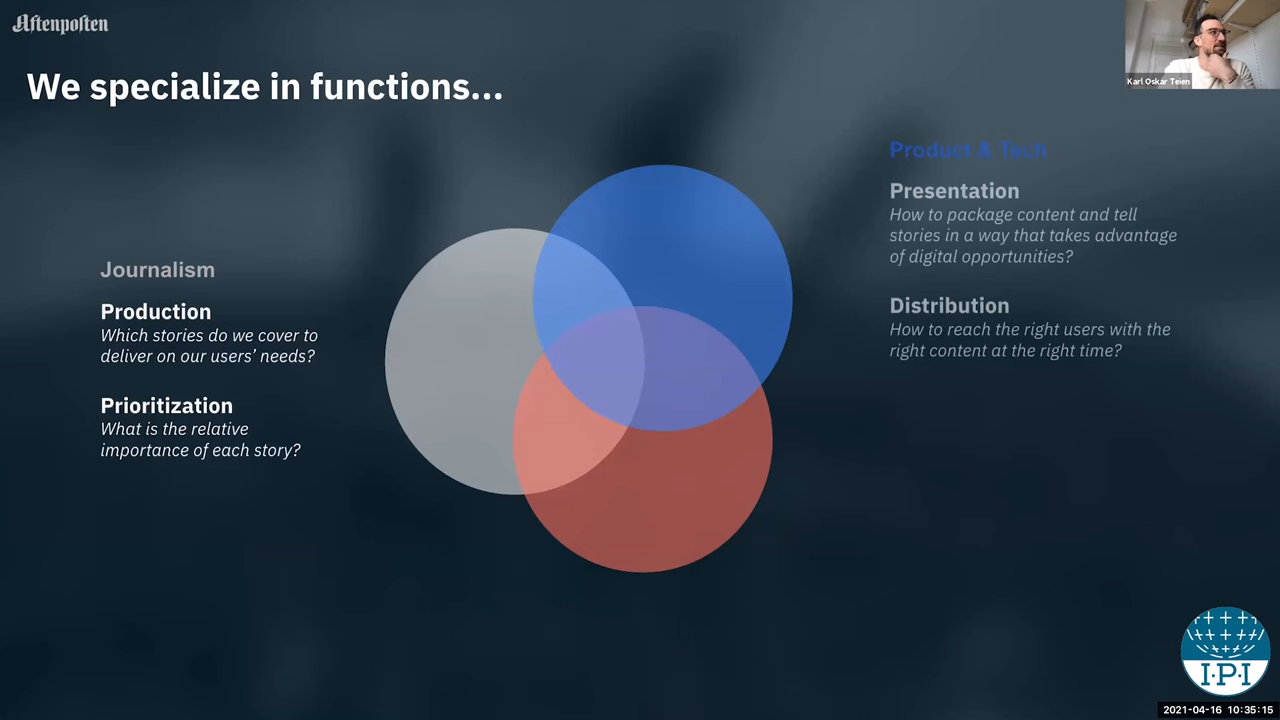 Aftenposten
Karl Oskar Teien
We specialize in functions...
Product & Tech
Presentation
How to package content and tell
stories in a way that takes advantage
of digital opportunities?
Distribution
How to reach the right users with the
right content at the right time?
Journalism
Production
Which stories do we cover to
deliver on our users’ needs?
Prioritization
What is the relative
importance of each story?
I·P·I
2021-04-16 10:35:15